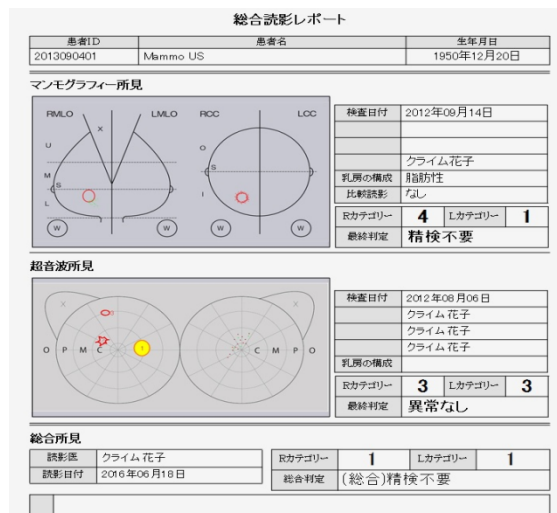 総合読影レポート
患者ID 患者名 生年月日
2013090401 Mammo US 1950年12月20日
マンモグラフィー所見
RMLO LMLO RCC LCC
X
U
O
M
S
S
I
L
W W W W
検査日付 2012年09月14日
クライム花子
乳房の構成 脂肪性
比較読影 なし
Rカテゴリー 4 Lカテゴリー 1
最終判定 精検不要
超音波所見
X X
O P M C C M P O
検査日付 2012年08月06日
クライム花子
クライム花子
クライム花子
乳房の構成
Rカテゴリー 3 Lカテゴリー 3
最終判定 異常なし
総合所見
読影医 クライム花子
読影日付 2016年06月18日
Rカテゴリー 1 Lカテゴリー 1
総合判定 (総合)精検不要